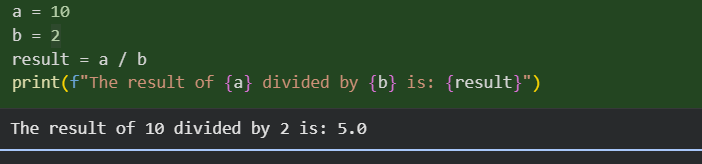 a = 10
b = 2
result = a / b
print(f"The result of {a} divided by {b} is: {result}")
The result of 10 divided by 2 is: 5.0